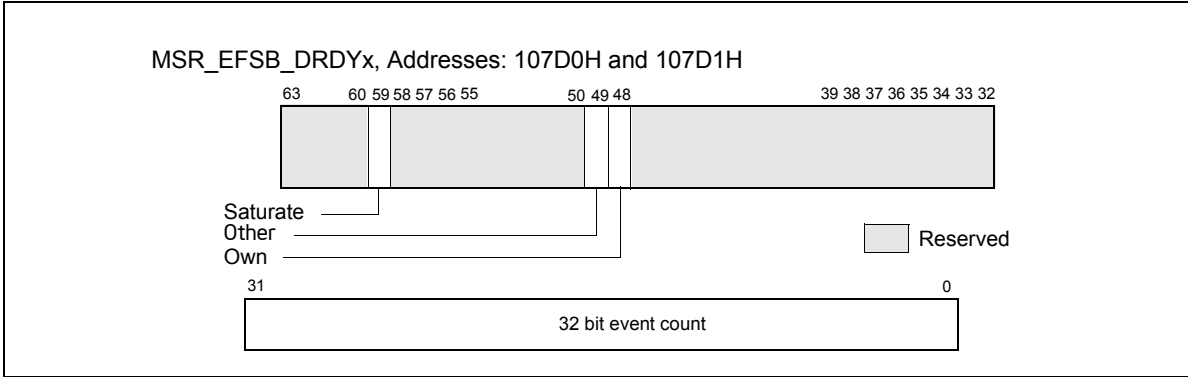 MSR_EFSB_DRDYx, Addresses: 107D0H and 107D1H
63 60 59 58 57 56 55 50 49 48 39 38 37 36 35 34 33 32
Saturate
Other
Own
Reserved
31 0
32 bit event count